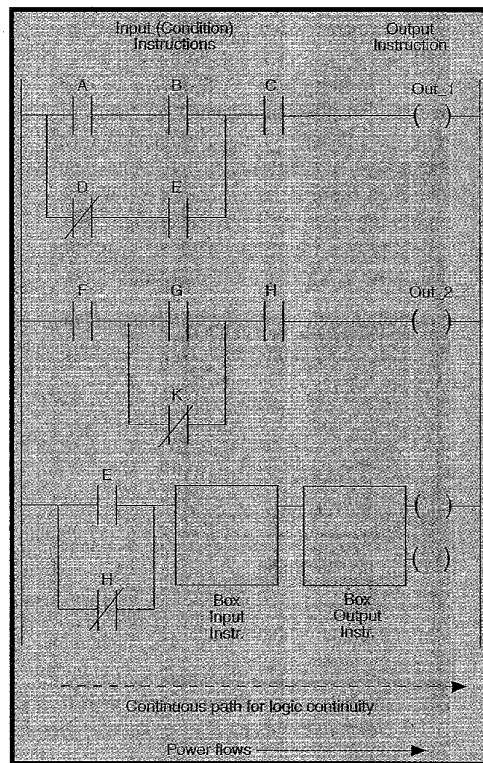 Input (Condition)
Instructions
Output
Instruction
A
B
C
Out_1
D
E
F
G
H
Out_2
K
E
H
Box
Input
Instr.
Box
Output
Instr.
Continuous path for logic continuity
Power flows